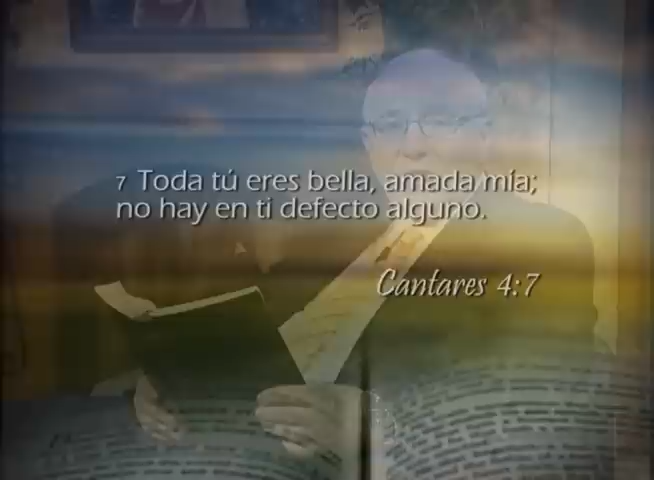 7 Toda tú eres bella, amada mía;
no hay en ti defecto alguno.
Cantares 4:7